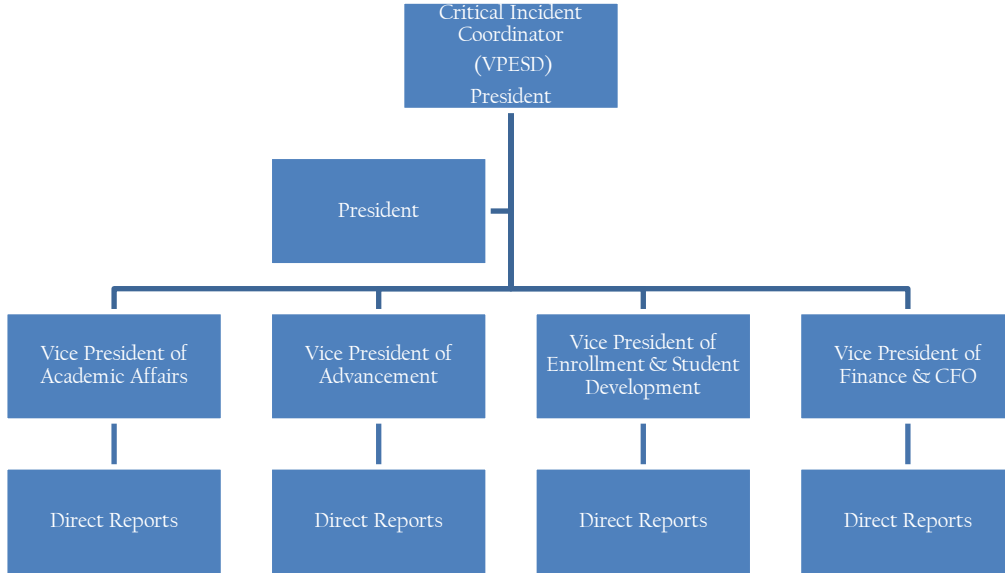 Critical Incident
Coordinator
(VPESD)
President
President
Vice President of
Academic Affairs
Vice President of
Advancement
Vice President of
Enrollment & Student
Development
Vice President of
Finance & CFO
Direct Reports
Direct Reports
Direct Reports
Direct Reports